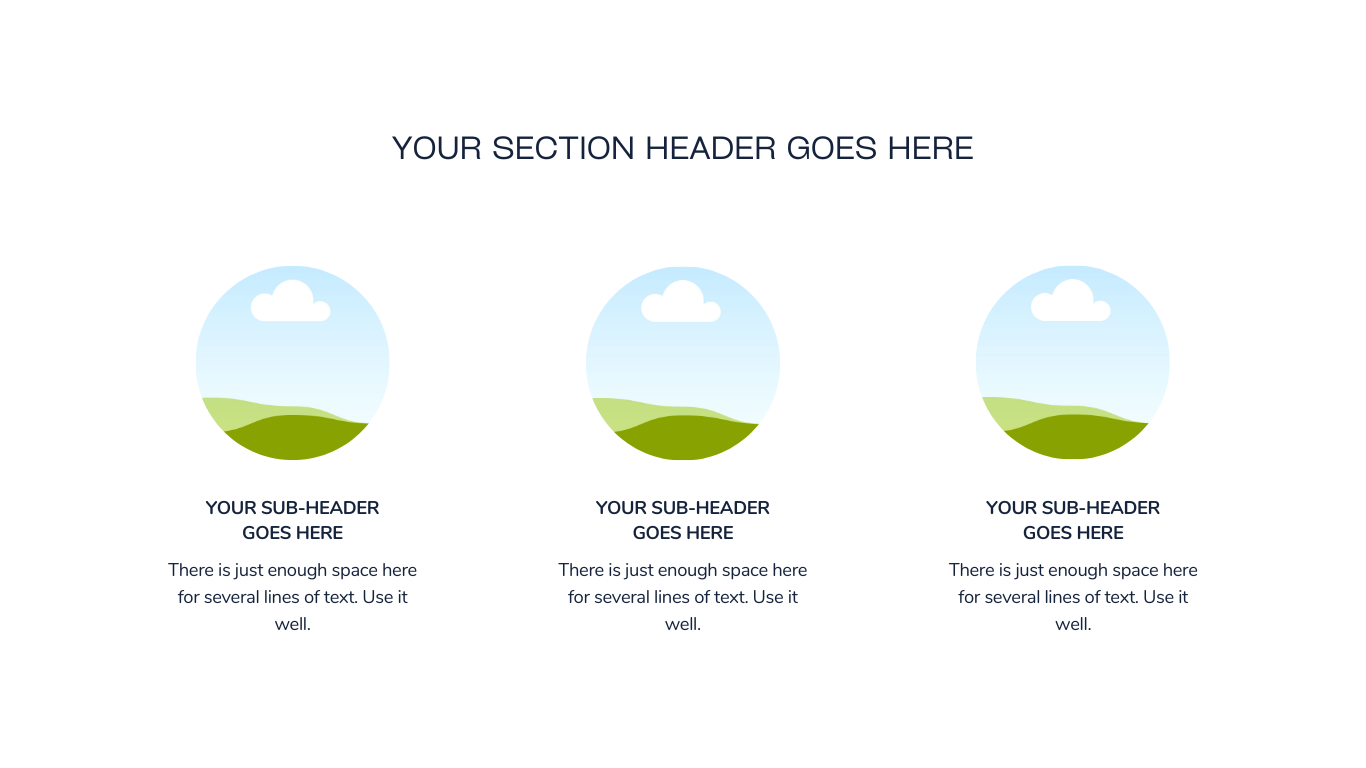 YOUR SECTION HEADER GOES HERE
YOUR SUB-HEADER
GOES HERE
There is just enough space here
for several lines of text. Use it
well.
YOUR SUB-HEADER
GOES HERE
There is just enough space here
for several lines of text. Use it
well.
YOUR SUB-HEADER
GOES HERE
There is just enough space here
for several lines of text. Use it
well.